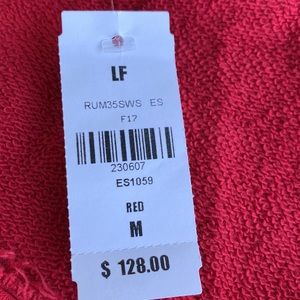 LF
RUM35SWS ES
F17
230607
ES1059
RED
M
$ 128.00